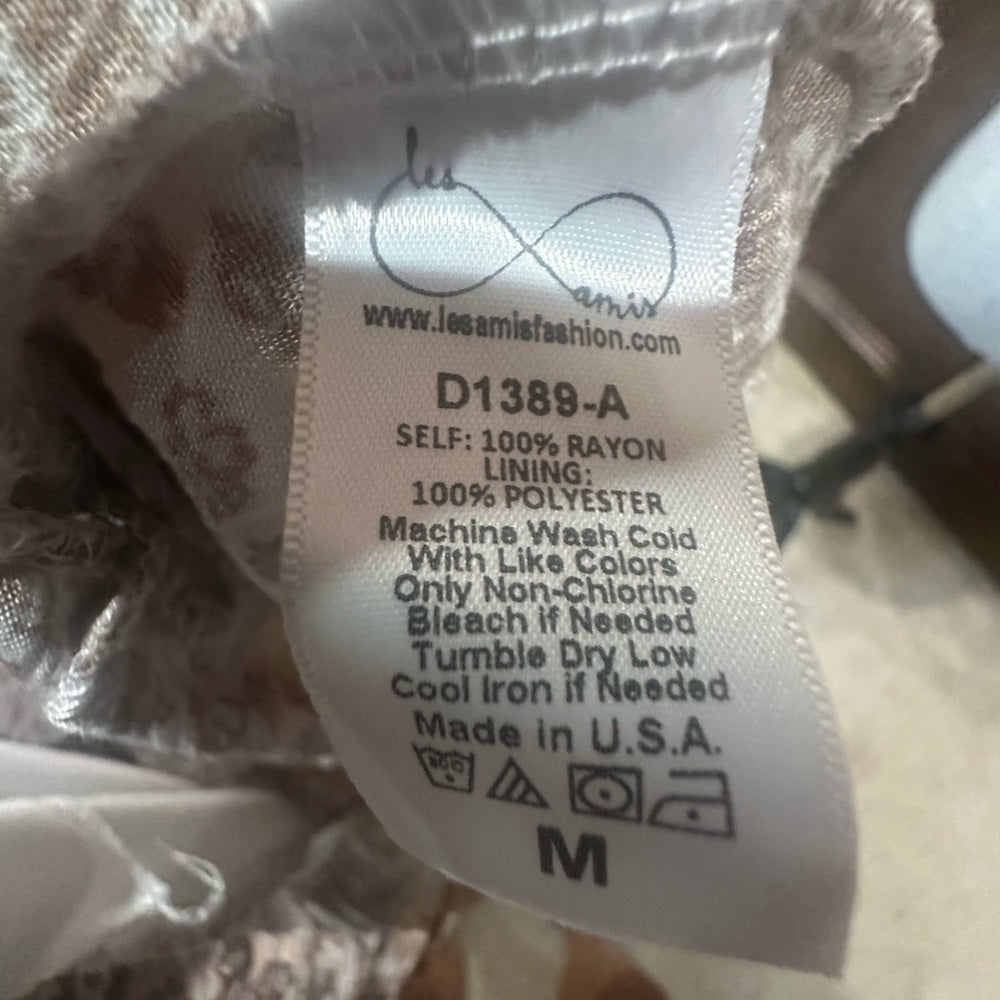 les
amis
www.lesamisfashion.com
D1389-A
SELF: 100% RAYON
LINING:
100% POLYESTER
Machine Wash Cold
With Like Colors
Only Non-Chlorine
Bleach if Needed
Tumble Dry Low
Cool Iron if Needed
Made in U.S.A.
M